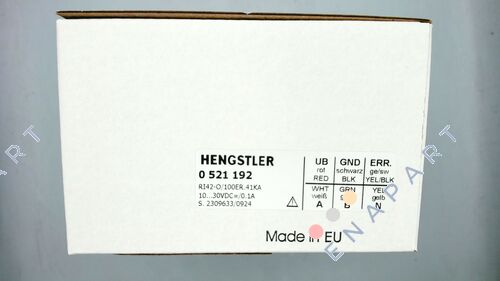 HENGSTLER
0 521 192
RI42-O/100ER.41KA
10...30VDC=/0.1A
S. 2309633/0924
UB GND ERR.
rot schwarz ge/sw
RED BLK YEL/BLK
WHT GRN YEL
weiß gelb
A B N
Made in EU
ENAPART
ENAPART